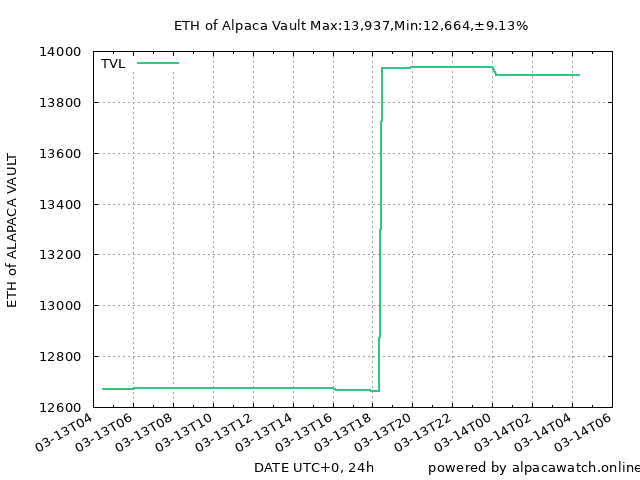 ETH of Alpaca Vault Max:13,937,Min:12,664,±9.13%
TVL
14000
13800
13600
13400
13200
13000
12800
12600
ETH of ALAPACA VAULT
03-13T04
03-13T06
03-13T08
03-13T10
03-13T12
03-13T14
03-13T16
03-13T18
03-13T20
03-13T22
03-14T00
03-14T02
03-14T04
03-14T06
DATE UTC+0, 24h
powered by alpacawatch.online